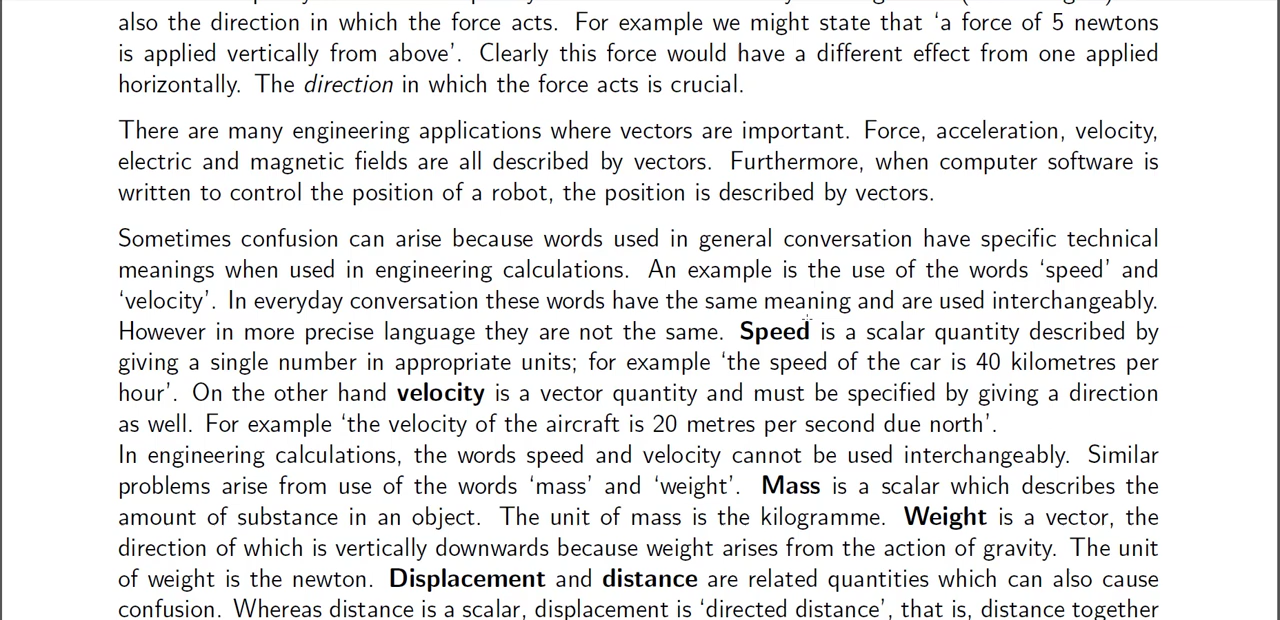 also the direction in which the force acts. For example we might state that ‘a force of 5 newtons
is applied vertically from above’. Clearly this force would have a different effect from one applied
horizontally. The direction in which the force acts is crucial.
There are many engineering applications where vectors are important. Force, acceleration, velocity,
electric and magnetic fields are all described by vectors. Furthermore, when computer software is
written to control the position of a robot, the position is described by vectors.
Sometimes confusion can arise because words used in general conversation have specific technical
meanings when used in engineering calculations. An example is the use of the words ‘speed’ and
‘velocity’. In everyday conversation these words have the same meaning and are used interchangeably.
However in more precise language they are not the same. Speed is a scalar quantity described by
giving a single number in appropriate units; for example ‘the speed of the car is 40 kilometres per
hour’. On the other hand velocity is a vector quantity and must be specified by giving a direction
as well. For example ‘the velocity of the aircraft is 20 metres per second due north’.
In engineering calculations, the words speed and velocity cannot be used interchangeably. Similar
problems arise from use of the words ‘mass’ and ‘weight’. Mass is a scalar which describes the
amount of substance in an object. The unit of mass is the kilogramme. Weight is a vector, the
direction of which is vertically downwards because weight arises from the action of gravity. The unit
of weight is the newton. Displacement and distance are related quantities which can also cause
confusion. Whereas distance is a scalar, displacement is ‘directed distance’, that is, distance together